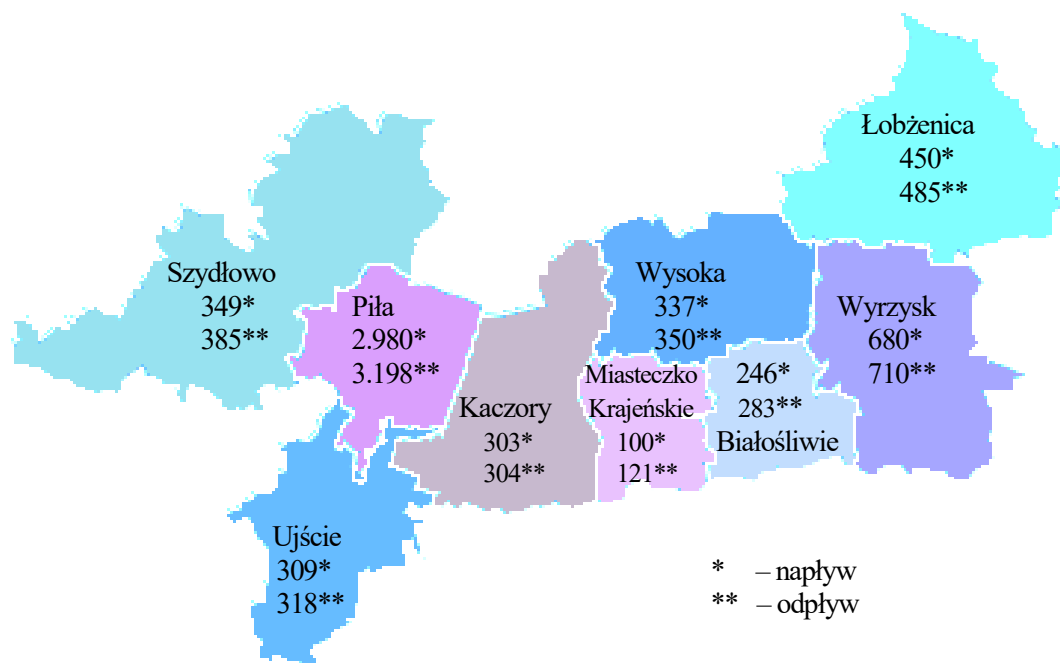 Łobżenica
450*
485**
Szydłowo
349*
385**
Piła
2.980*
3.198**
Wysoka
337*
350**
Wyrzysk
680*
710**
Kaczory
303*
304**
Miasteczko
Krajeńskie
100*
121**
246*
283**
Białośliwie
Ujście
309*
318**
* – napływ
** – odpływ